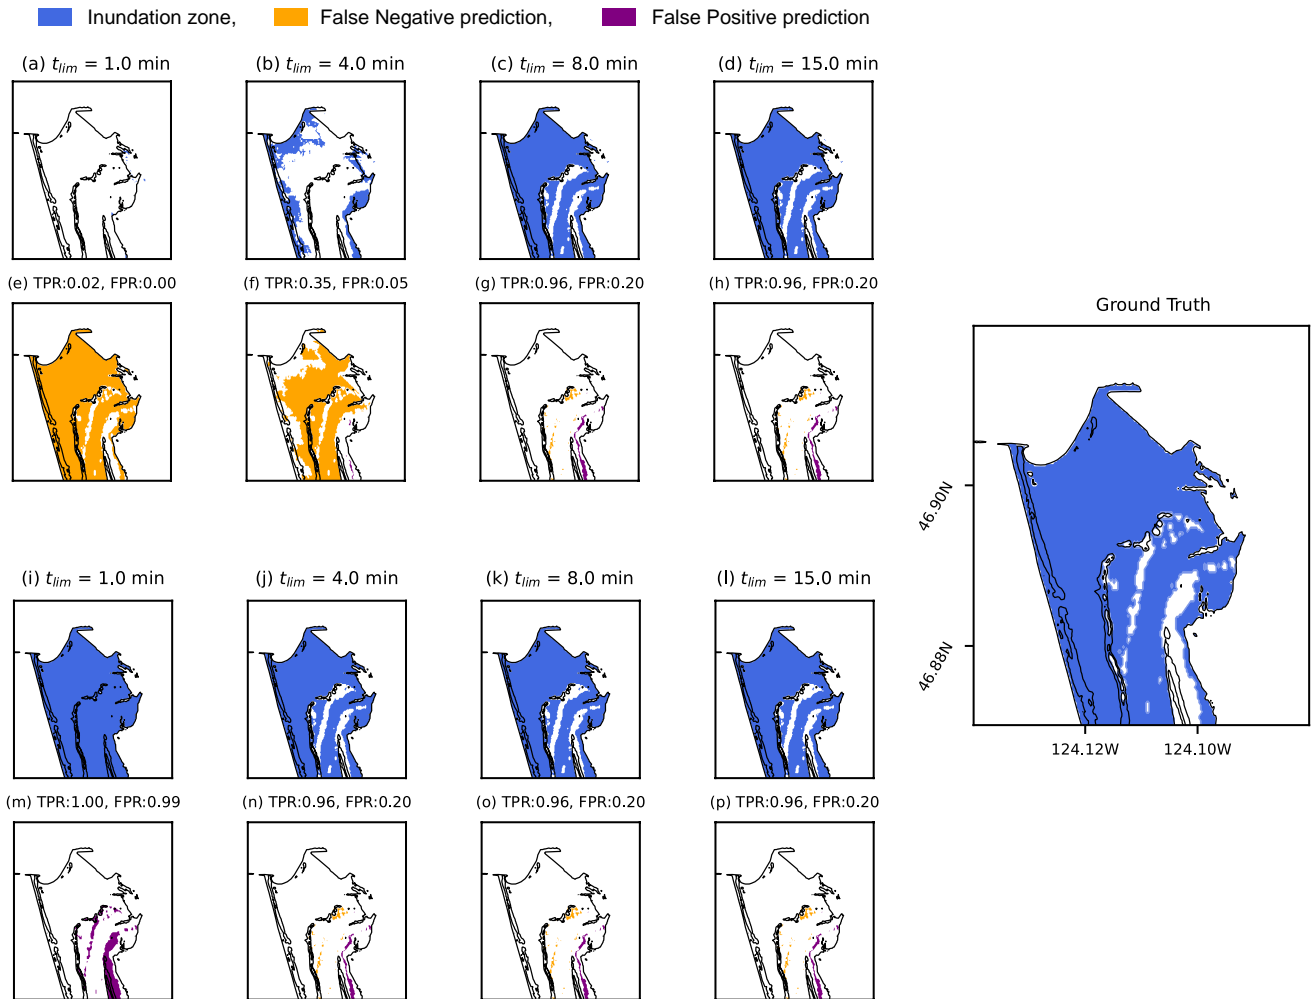 Inundation zone, False Negative prediction, False Positive prediction
(a) t_lim = 1.0 min (b) t_lim = 4.0 min (c) t_lim = 8.0 min (d) t_lim = 15.0 min
(e) TPR:0.02, FPR:0.00 (f) TPR:0.35, FPR:0.05 (g) TPR:0.96, FPR:0.20 (h) TPR:0.96, FPR:0.20
Ground Truth
46.90N
46.88N
124.12W 124.10W
(i) t_lim = 1.0 min (j) t_lim = 4.0 min (k) t_lim = 8.0 min (l) t_lim = 15.0 min
(m) TPR:1.00, FPR:0.99 (n) TPR:0.96, FPR:0.20 (o) TPR:0.96, FPR:0.20 (p) TPR:0.96, FPR:0.20